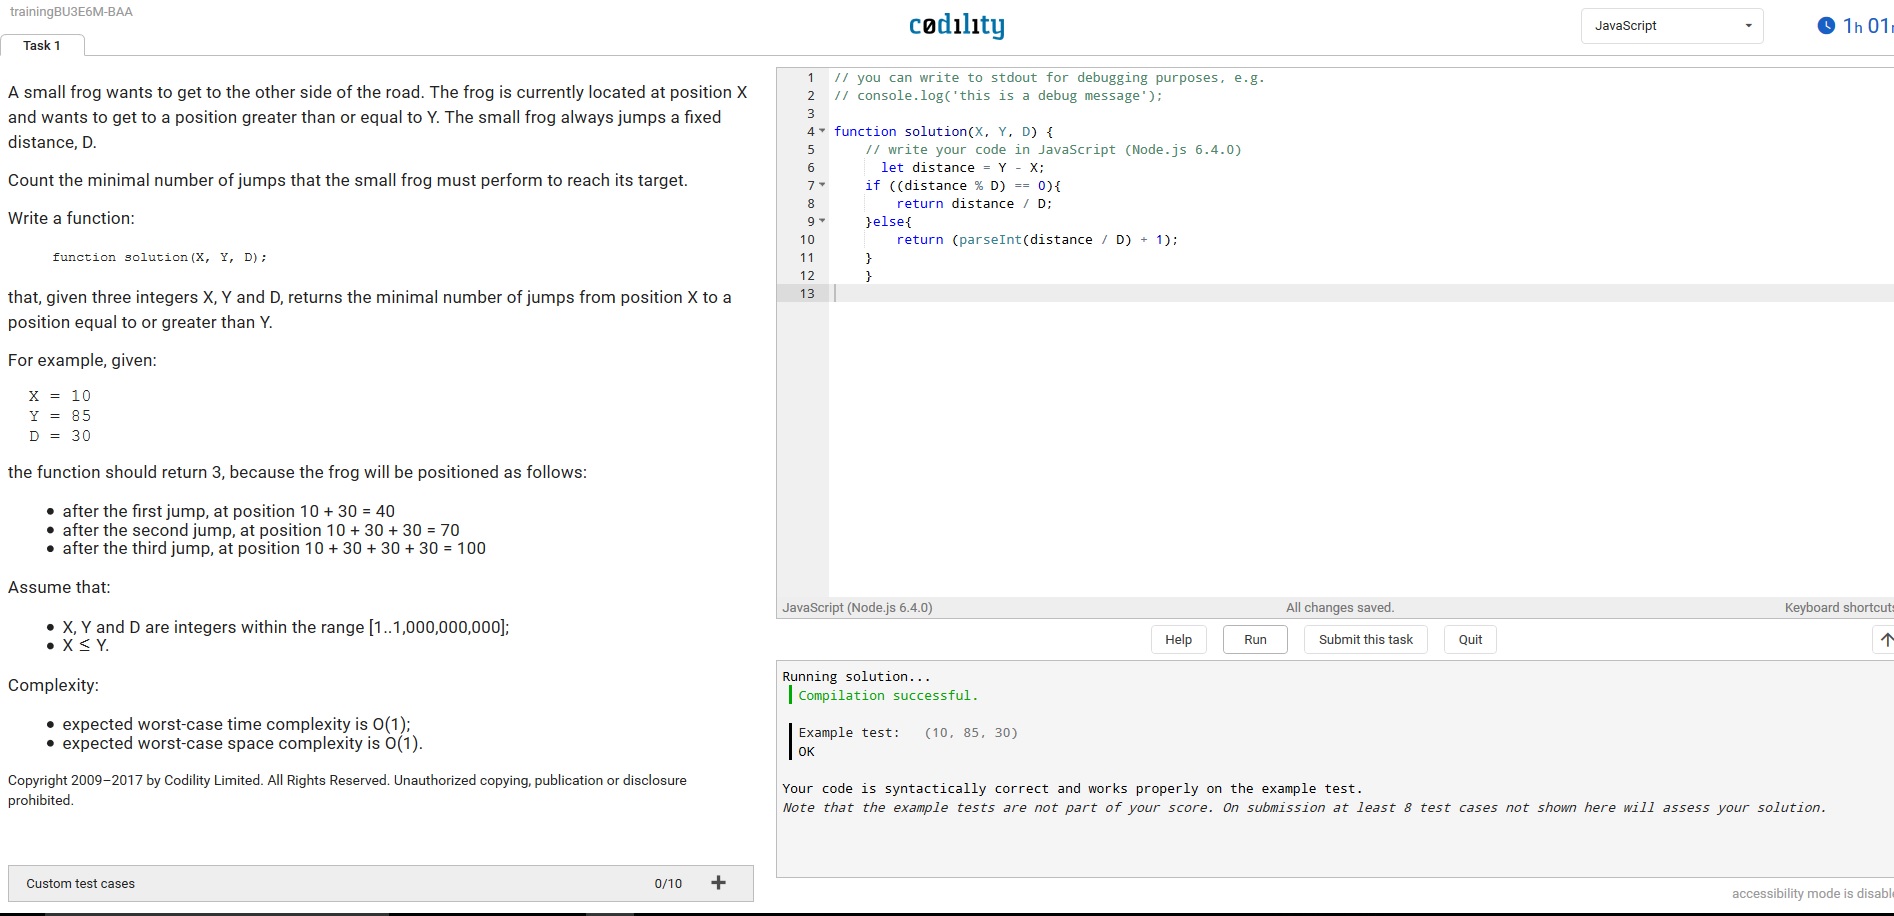 trainingBU3E6M-BAA
codility
JavaScript
1h 01
Task 1
A small frog wants to get to the other side of the road. The frog is currently located at position X
and wants to get to a position greater than or equal to Y. The small frog always jumps a fixed
distance, D.
Count the minimal number of jumps that the small frog must perform to reach its target.
Write a function:
function solution(X, Y, D);
that, given three integers X, Y and D, returns the minimal number of jumps from position X to a
position equal to or greater than Y.
For example, given:
X = 10
Y = 85
D = 30
the function should return 3, because the frog will be positioned as follows:
• after the first jump, at position 10 + 30 = 40
• after the second jump, at position 10 + 30 + 30 = 70
• after the third jump, at position 10 + 30 + 30 + 30 = 100
Assume that:
• X, Y and D are integers within the range [1..1,000,000,000];
• X ≤ Y.
Complexity:
• expected worst-case time complexity is O(1);
• expected worst-case space complexity is O(1).
Copyright 2009–2017 by Codility Limited. All Rights Reserved. Unauthorized copying, publication or disclosure
prohibited.
Custom test cases 0/10 +
1 // you can write to stdout for debugging purposes, e.g.
2 // console.log('this is a debug message');
3
4 function solution(X, Y, D) {
5     // write your code in JavaScript (Node.js 6.4.0)
6       let distance = Y - X;
7     if ((distance % D) == 0){
8         return distance / D;
9     }else{
10         return (parseInt(distance / D) + 1);
11     }
12     }
13
JavaScript (Node.js 6.4.0) All changes saved. Keyboard shortcuts
Help Run Submit this task Quit
Running solution...
Compilation successful.
Example test:   (10, 85, 30)
OK
Your code is syntactically correct and works properly on the example test.
Note that the example tests are not part of your score. On submission at least 8 test cases not shown here will assess your solution.
accessibility mode is disabl